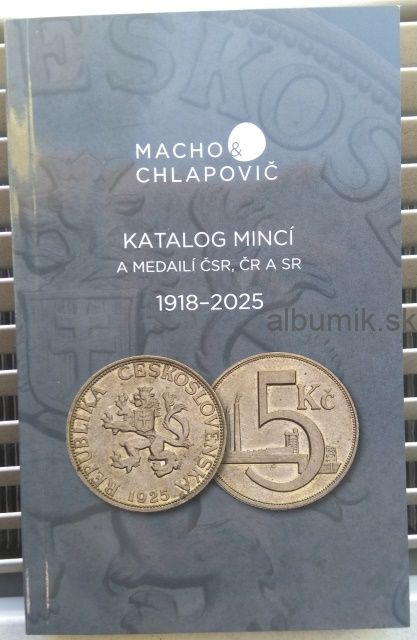 MACHO &
CHLAPOVIČ
KATALOG MINCÍ
A MEDAILÍ ČSR, ČR A SR
1918–2025
albumik.sk
REPUBLIKA ČESKOSLOVENSKÁ
1925
5 Kč